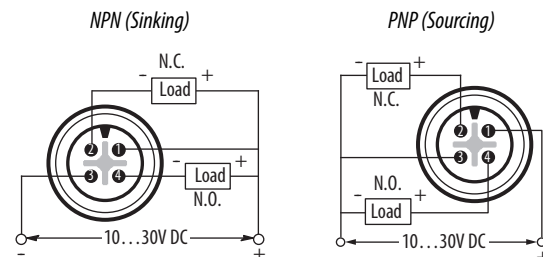 NPN (Sinking)
N.C.
- Load +
2 1
3 4
- Load +
N.O.
10...30V DC
- +
PNP (Sourcing)
- Load +
N.C.
2 1
3 4
N.O.
- Load +
10...30V DC
- +